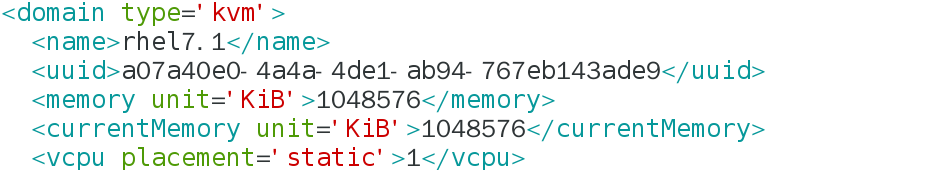 <domain type='kvm'>
  <name>rhel7.1</name>
  <uuid>a07a40e0-4a4a-4de1-ab94-767eb143ade9</uuid>
  <memory unit='KiB'>1048576</memory>
  <currentMemory unit='KiB'>1048576</currentMemory>
  <vcpu placement='static'>1</vcpu>